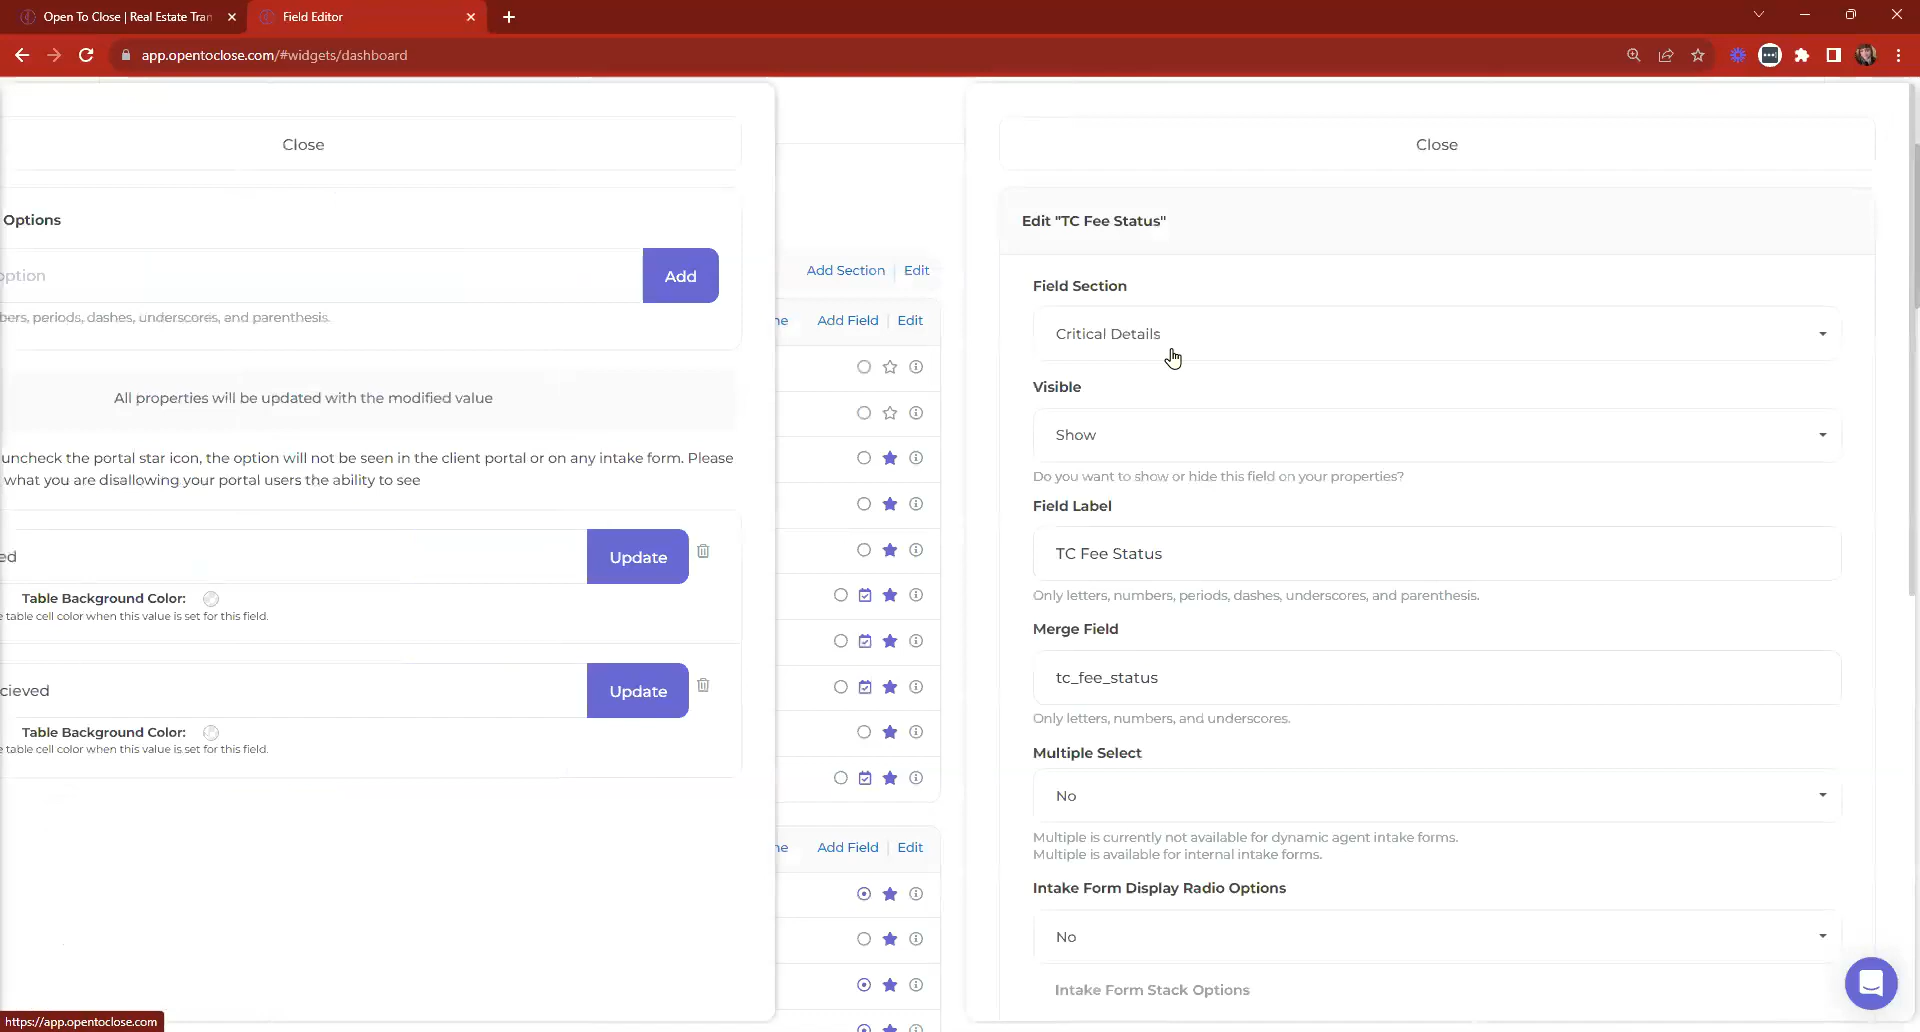 Open To Close | Real Estate Tran
Field Editor
app.opentoclose.com/#widgets/dashboard
Close
Options
option
Add
bers, periods, dashes, underscores, and parenthesis.
All properties will be updated with the modified value
uncheck the portal star icon, the option will not be seen in the client portal or on any intake form. Please
what you are disallowing your portal users the ability to see
ed
Update
Table Background Color:
e table cell color when this value is set for this field.
cieved
Update
Table Background Color:
e table cell color when this value is set for this field.
Add Section | Edit
ne Add Field | Edit
ne Add Field | Edit
Close
Edit "TC Fee Status"
Field Section
Critical Details
Visible
Show
Do you want to show or hide this field on your properties?
Field Label
TC Fee Status
Only letters, numbers, periods, dashes, underscores, and parenthesis.
Merge Field
tc_fee_status
Only letters, numbers, and underscores.
Multiple Select
No
Multiple is currently not available for dynamic agent intake forms.
Multiple is available for internal intake forms.
Intake Form Display Radio Options
No
Intake Form Stack Options
https://app.opentoclose.com